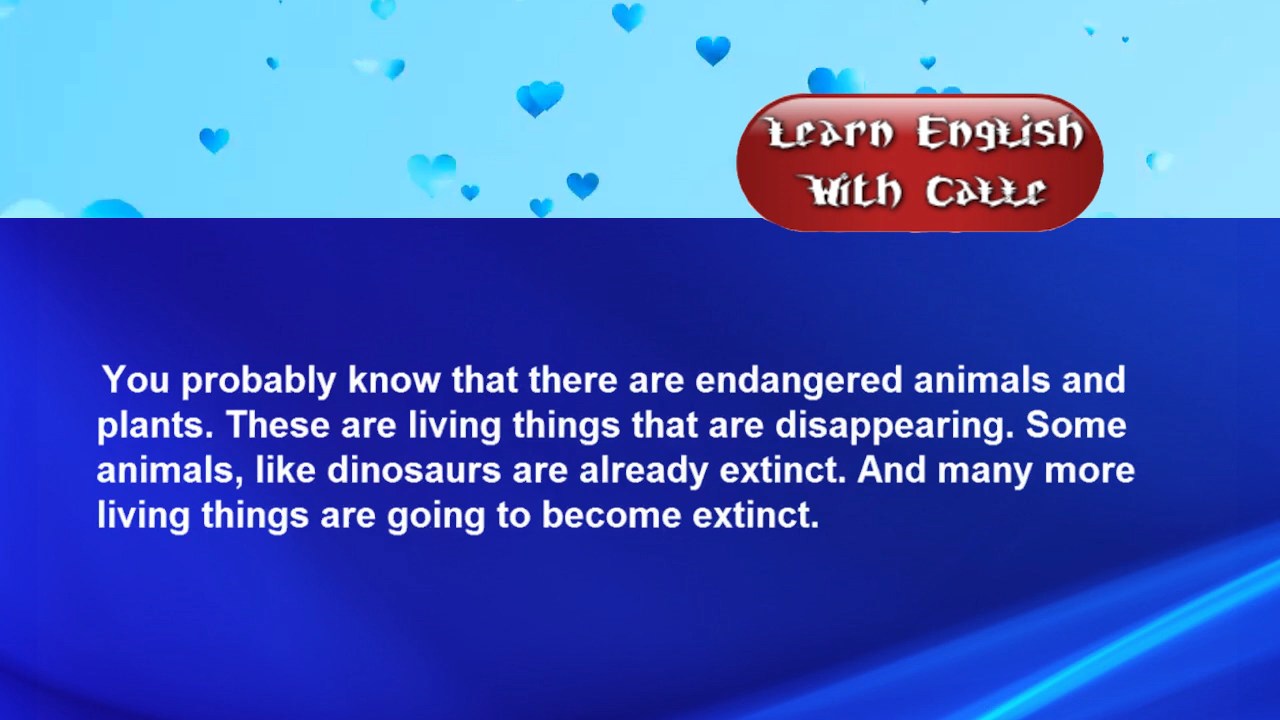 Learn English
With Calle
You probably know that there are endangered animals and
plants. These are living things that are disappearing. Some
animals, like dinosaurs are already extinct. And many more
living things are going to become extinct.